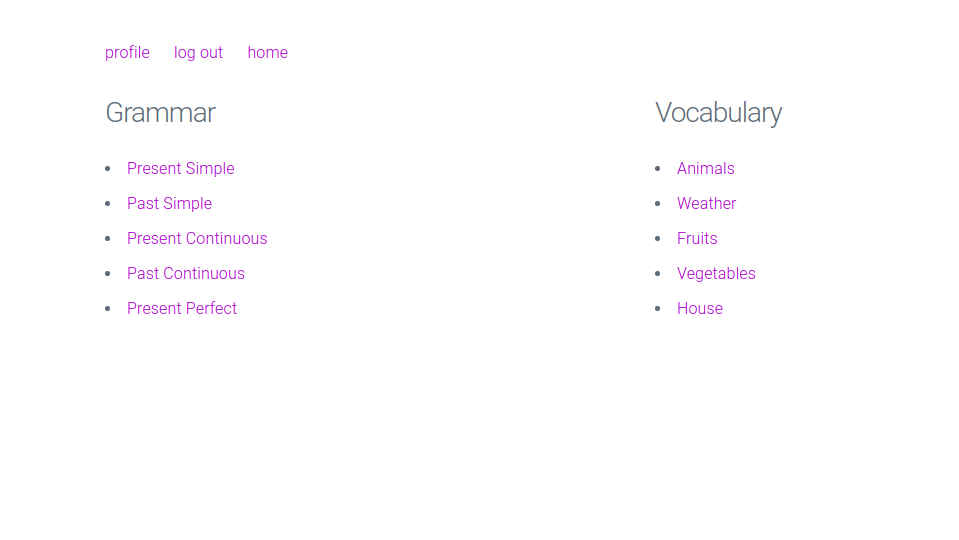 profile log out home
Grammar
Present Simple
Past Simple
Present Continuous
Past Continuous
Present Perfect
Vocabulary
Animals
Weather
Fruits
Vegetables
House